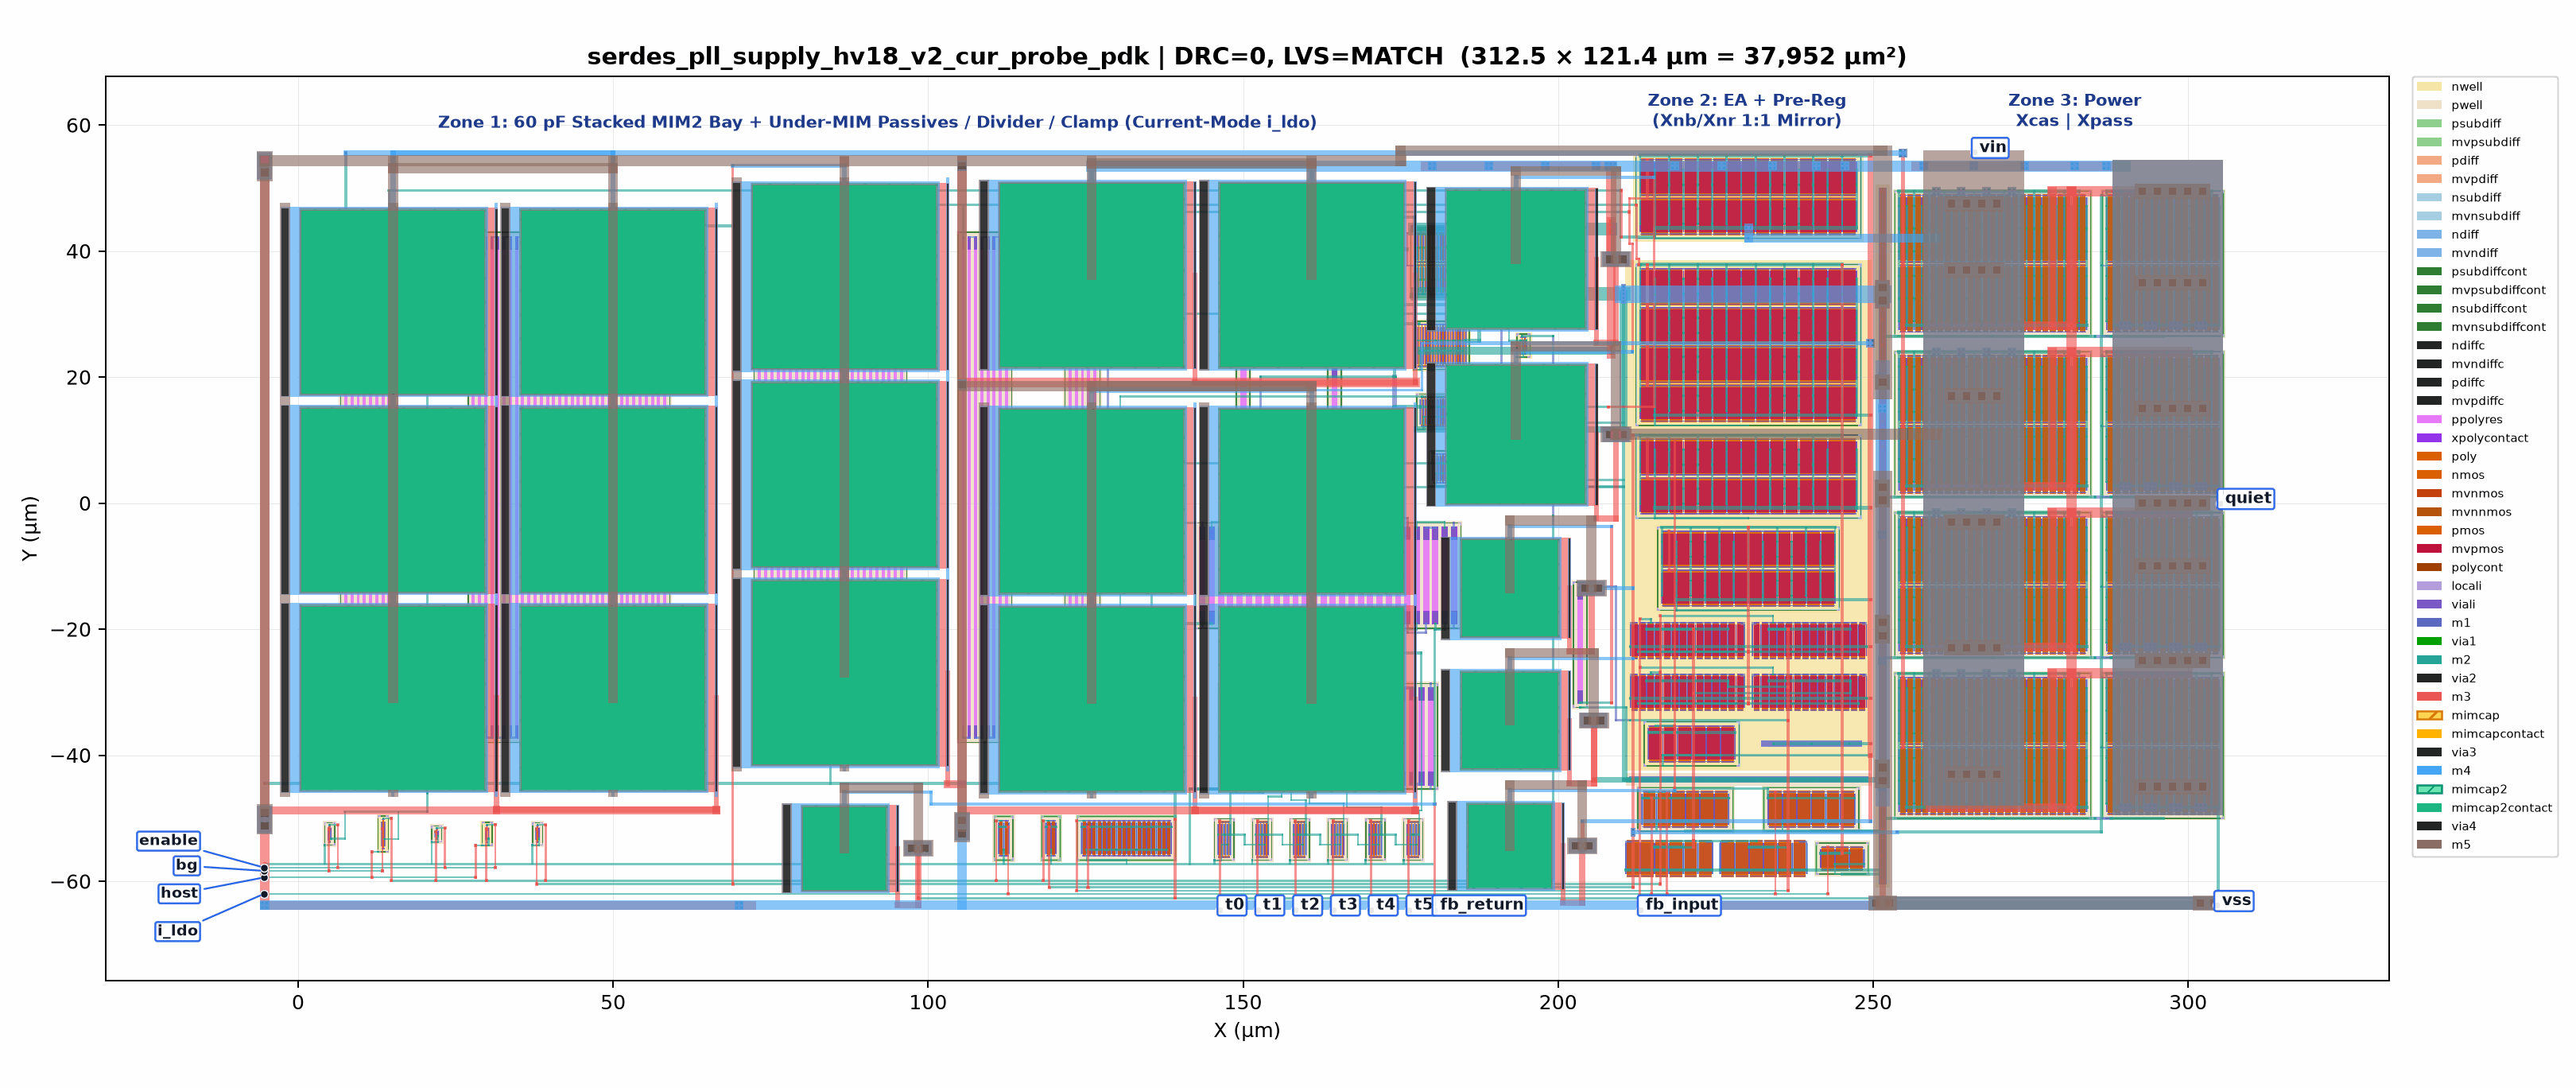 serdes_pll_supply_hv18_v2_cur_probe_pdk | DRC=0, LVS=MATCH (312.5 × 121.4 µm = 37,952 µm²)
Zone 1: 60 pF Stacked MIM2 Bay + Under-MIM Passives / Divider / Clamp (Current-Mode i_ldo)
Zone 2: EA + Pre-Reg
(Xnb/Xnr 1:1 Mirror)
Zone 3: Power
Xcas | Xpass
vin
quiet
enable
bg
host
i_ldo
t0
t1
t2
t3
t4
t5
fb_return
fb_input
vss
60
40
20
0
−20
−40
−60
Y (µm)
0
50
100
150
200
250
300
X (µm)
nwell
pwell
psubdiff
mvpsubdiff
pdiff
mvpdiff
nsubdiff
mvnsubdiff
ndiff
mvndiff
psubdiffcont
mvpsubdiffcont
nsubdiffcont
mvnsubdiffcont
ndiffc
mvndiffc
pdiffc
mvpdiffc
ppolyres
xpolycontact
poly
nmos
mvnmos
mvnnmos
pmos
mvpmos
polycont
locali
viali
m1
via1
m2
via2
m3
mimcap
mimcapcontact
via3
m4
mimcap2
mimcap2contact
via4
m5